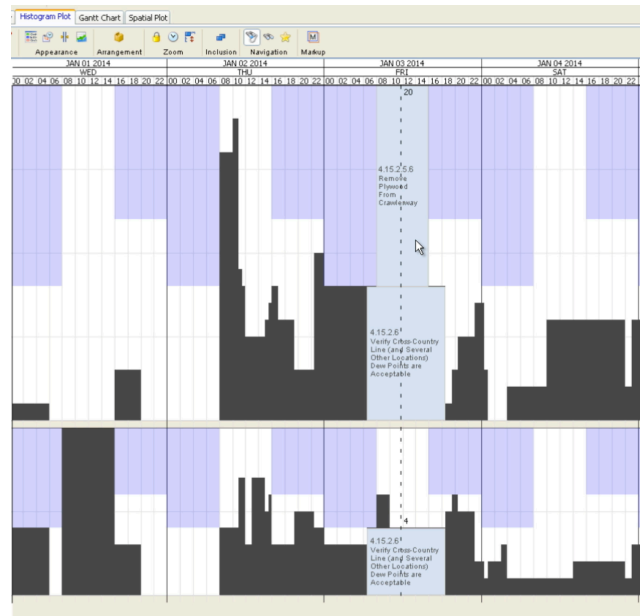 Histogram Plot Gantt Chart Spatial Plot
Appearance Arrangement Zoom Inclusion Navigation Markup
JAN 01 2014 JAN 02 2014 JAN 03 2014 JAN 04 2014
WED THU FRI SAT
00 02 04 06 08 10 12 14 16 18 20 22 00 02 04 06 08 10 12 14 16 18 20 22 00 02 04 06 08 10 12 14 16 18 20 22 00 02 04 06 08 10 12 14 16 18 20 22
20
4.15.2.5.6
Remove
Plywood
From
Crawlerway
4.15.2.6
Verify Cross-Country
Line (and Several
Other Locations)
Dew Points are
Acceptable
4
4.15.2.6
Verify Cross-Country
Line (and Several
Other Locations)
Dew Points are
Acceptable